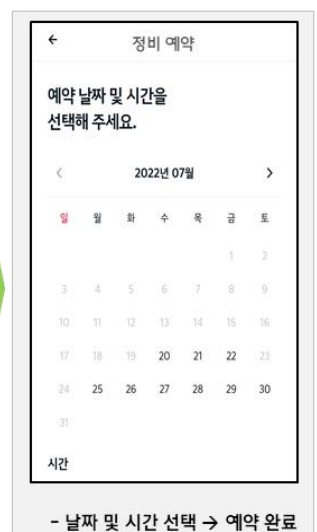 ← 정비 예약
예약 날짜 및 시간을
선택해 주세요.
< 2022년 07월 >
일 월 화 수 목 금 토
1 2
3 4 5 6 7 8 9
10 11 12 13 14 15 16
17 18 19 20 21 22 23
24 25 26 27 28 29 30
31
시간
- 날짜 및 시간 선택 → 예약 완료